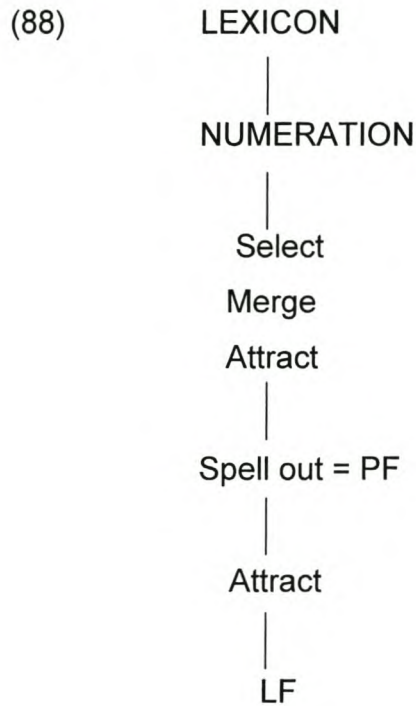 (88) LEXICON
NUMERATION
Select
Merge
Attract
Spell out = PF
Attract
LF